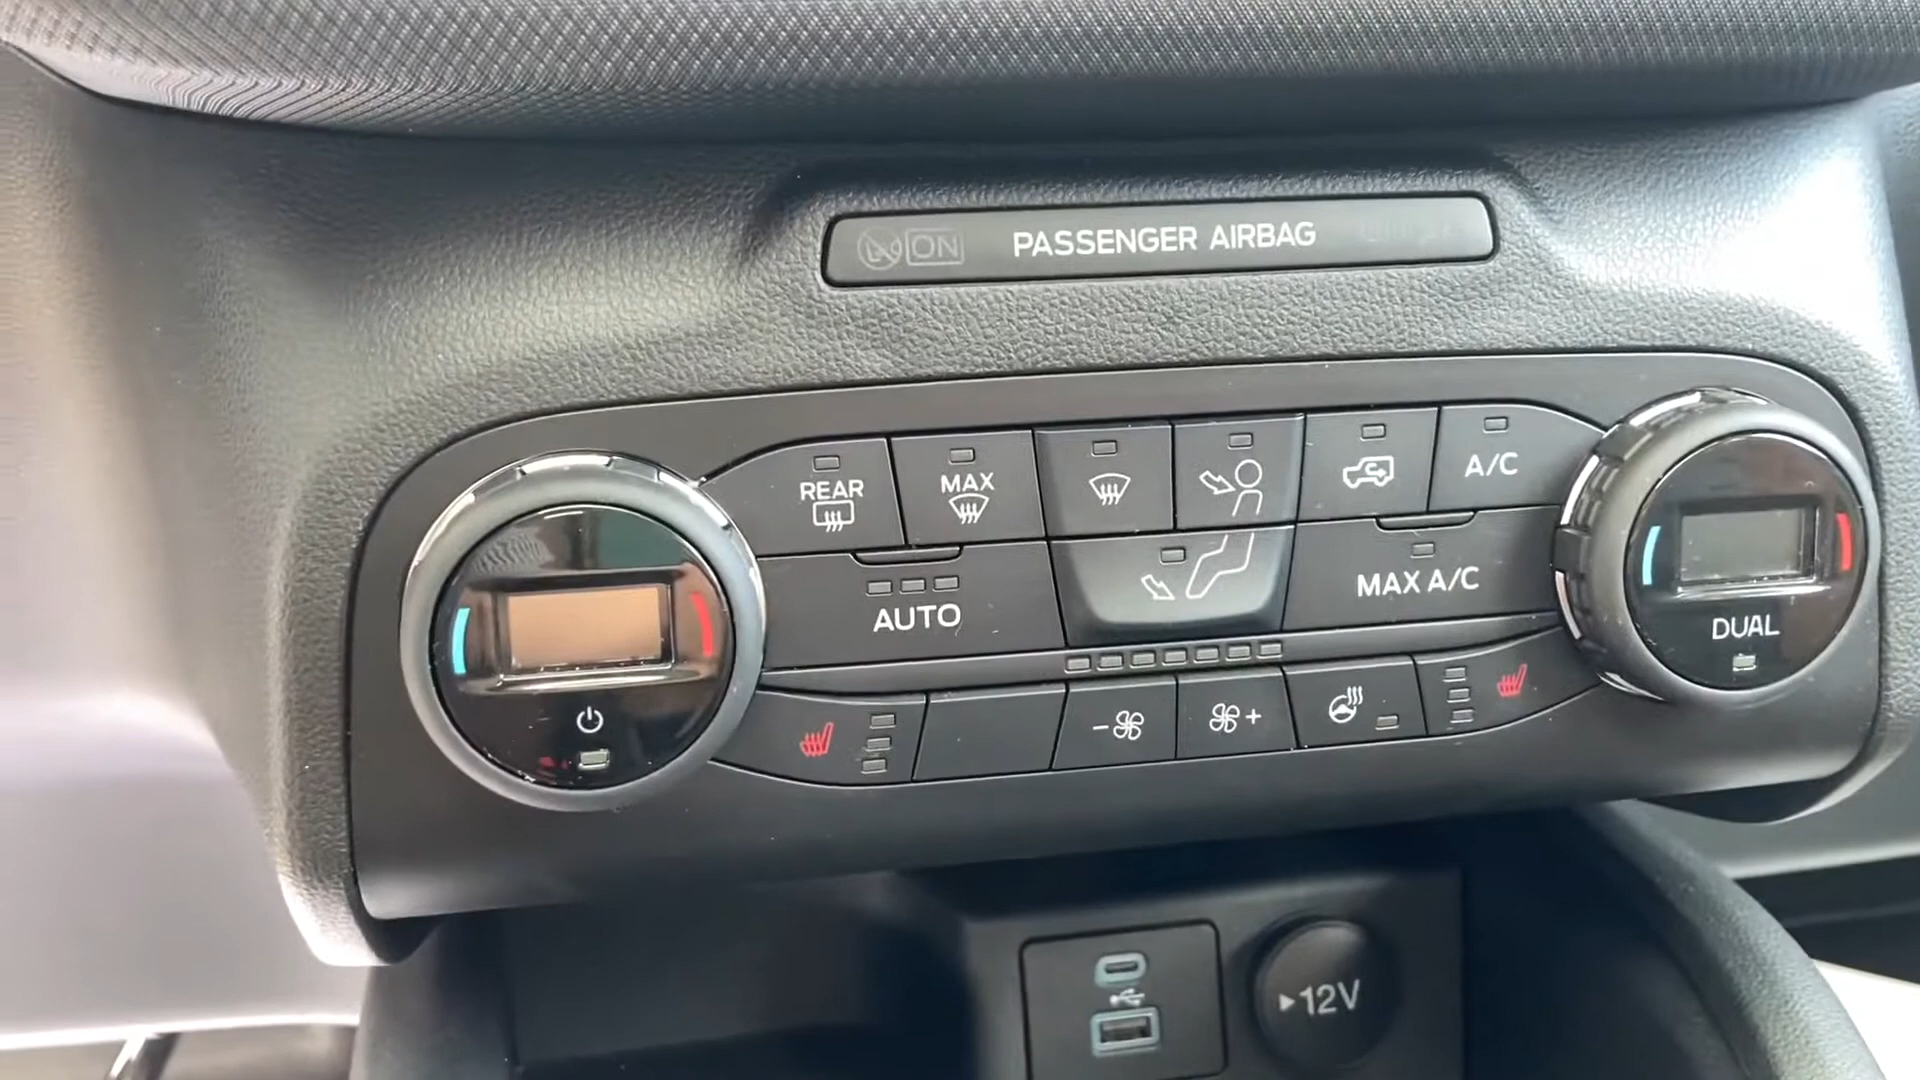 ON PASSENGER AIRBAG
REAR
MAX
A/C
AUTO
MAX A/C
DUAL
- +
12V